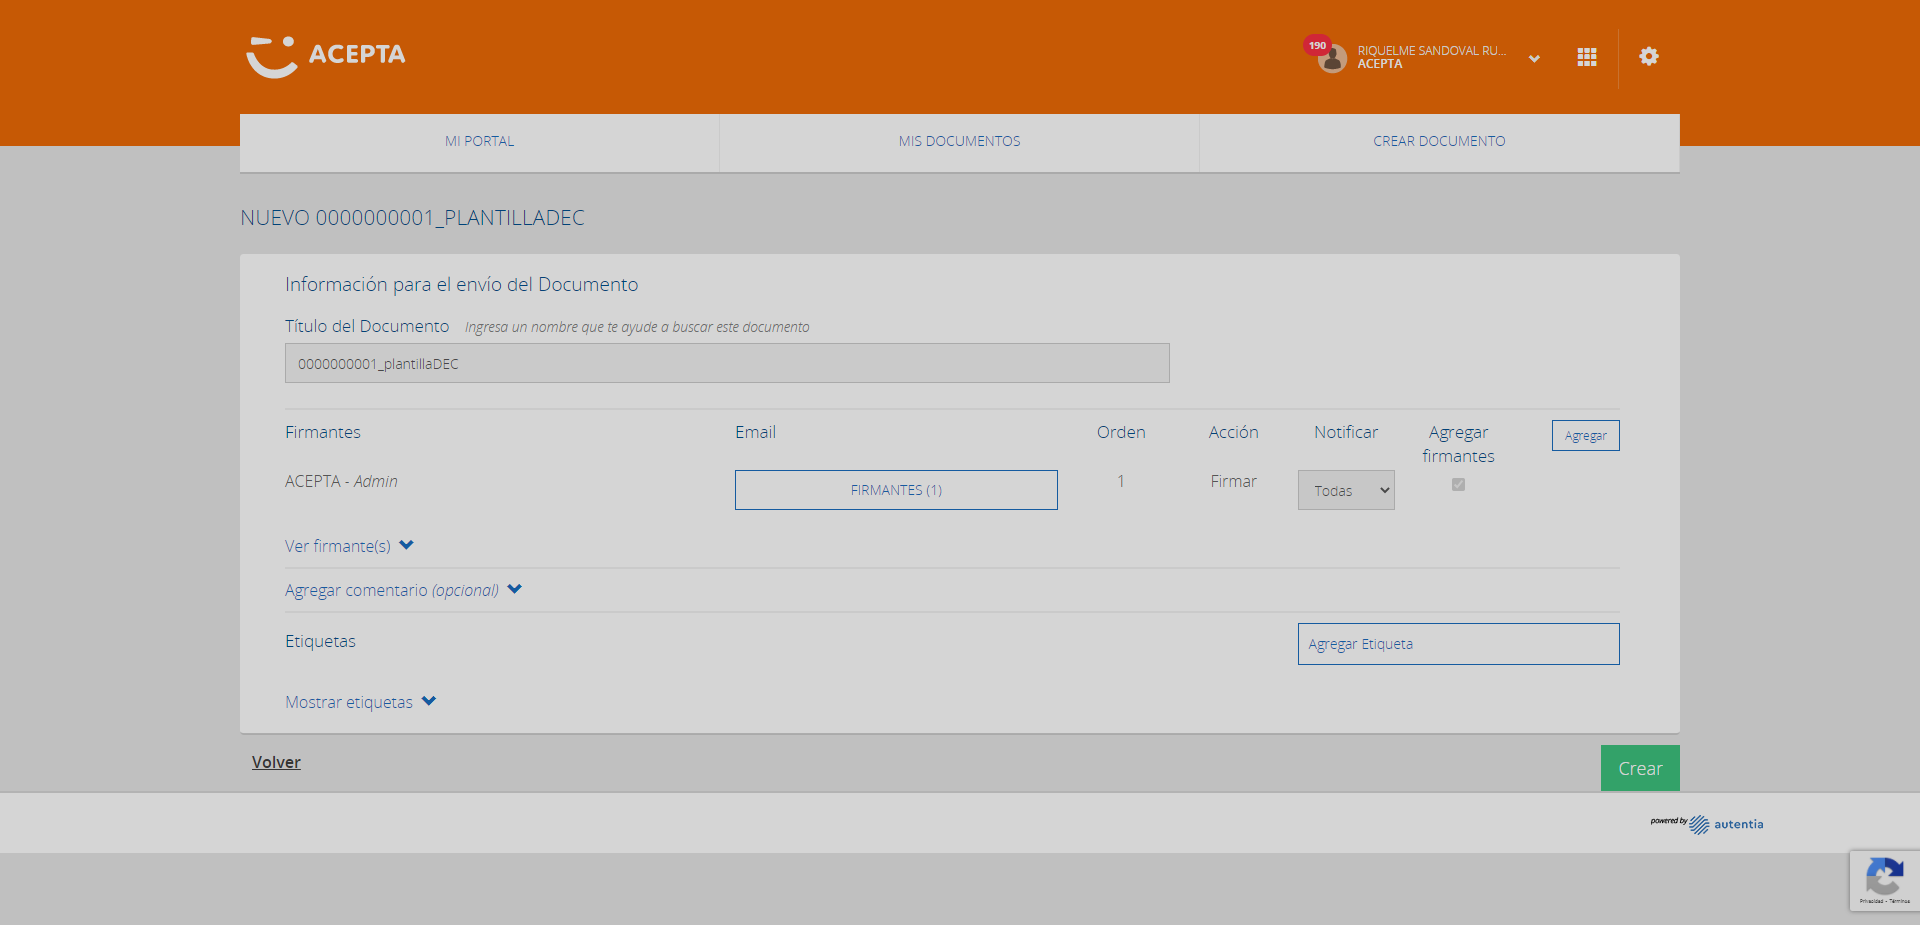 ACEPTA
190
RIQUELME SANDOVAL RU...
ACEPTA
MI PORTAL
MIS DOCUMENTOS
CREAR DOCUMENTO
NUEVO 0000000001_PLANTILLADEC
Información para el envío del Documento
Título del Documento Ingresa un nombre que te ayude a buscar este documento
0000000001_plantillaDEC
Firmantes Email Orden Acción Notificar Agregar firmantes Agregar
ACEPTA - Admin FIRMANTES (1) 1 Firmar Todas
Ver firmante(s)
Agregar comentario (opcional)
Etiquetas Agregar Etiqueta
Mostrar etiquetas
Volver Crear
powered by autentia
Privacidad - Términos